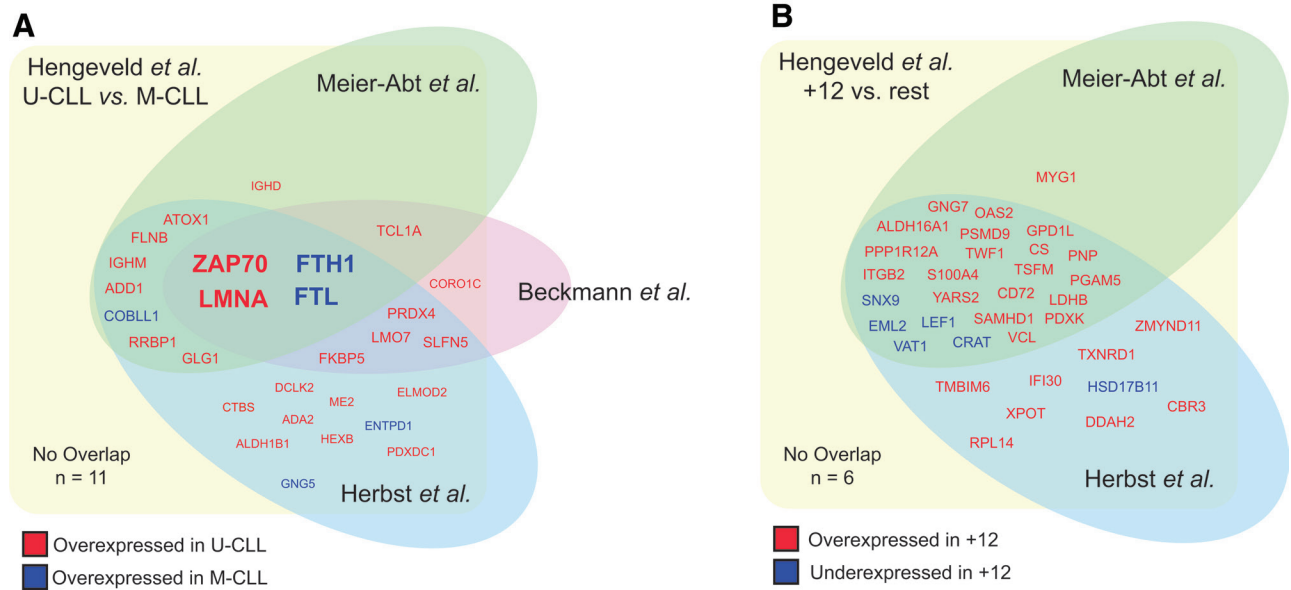 A
Hengeveld et al.
U-CLL vs. M-CLL
Meier-Abt et al.
IGHD
ATOX1
TCL1A
FLNB
ZAP70 FTH1
IGHM
CORO1C
Beckmann et al.
ADD1
LMNA FTL
COBLL1
PRDX4
RRBP1
LMO7 SLFN5
GLG1
FKBP5
DCLK2
ELMOD2
CTBS
ME2
ADA2
ENTPD1
ALDH1B1
HEXB
PDXDC1
No Overlap
n = 11
GNG5
Herbst et al.
Overexpressed in U-CLL
Overexpressed in M-CLL
B
Hengeveld et al.
+12 vs. rest
Meier-Abt et al.
MYG1
GNG7 OAS2
ALDH16A1 PSMD9 GPD1L
PPP1R12A TWF1 CS PNP
ITGB2 S100A4 TSFM PGAM5
SNX9 YARS2 CD72 LDHB
EML2 LEF1 SAMHD1 PDXK ZMYND11
VAT1 CRAT VCL
TXNRD1
TMBIM6 IFI30 HSD17B11
XPOT DDAH2 CBR3
RPL14
No Overlap
n = 6
Herbst et al.
Overexpressed in +12
Underexpressed in +12